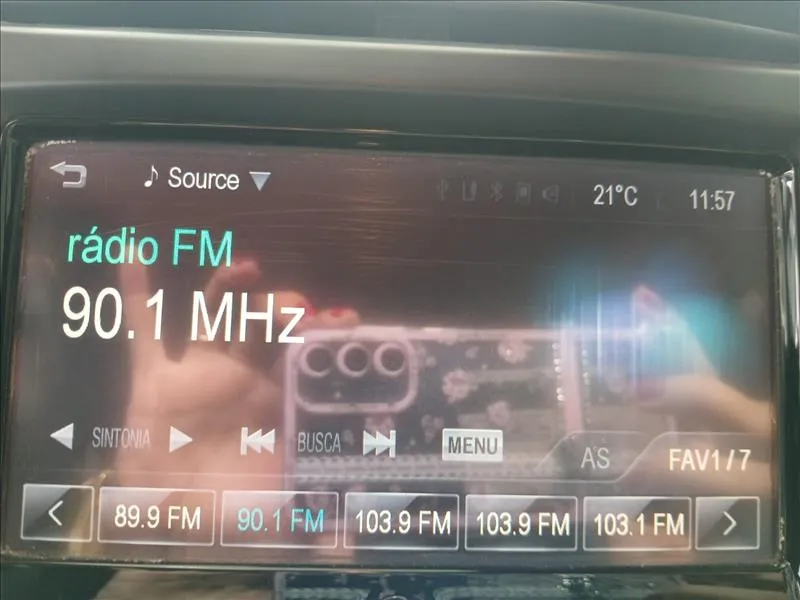 Source
21°C
11:57
rádio FM
90.1 MHz
SINTONIA
BUSCA
MENU
AS
FAV1/7
89.9 FM
90.1 FM
103.9 FM
103.9 FM
103.1 FM